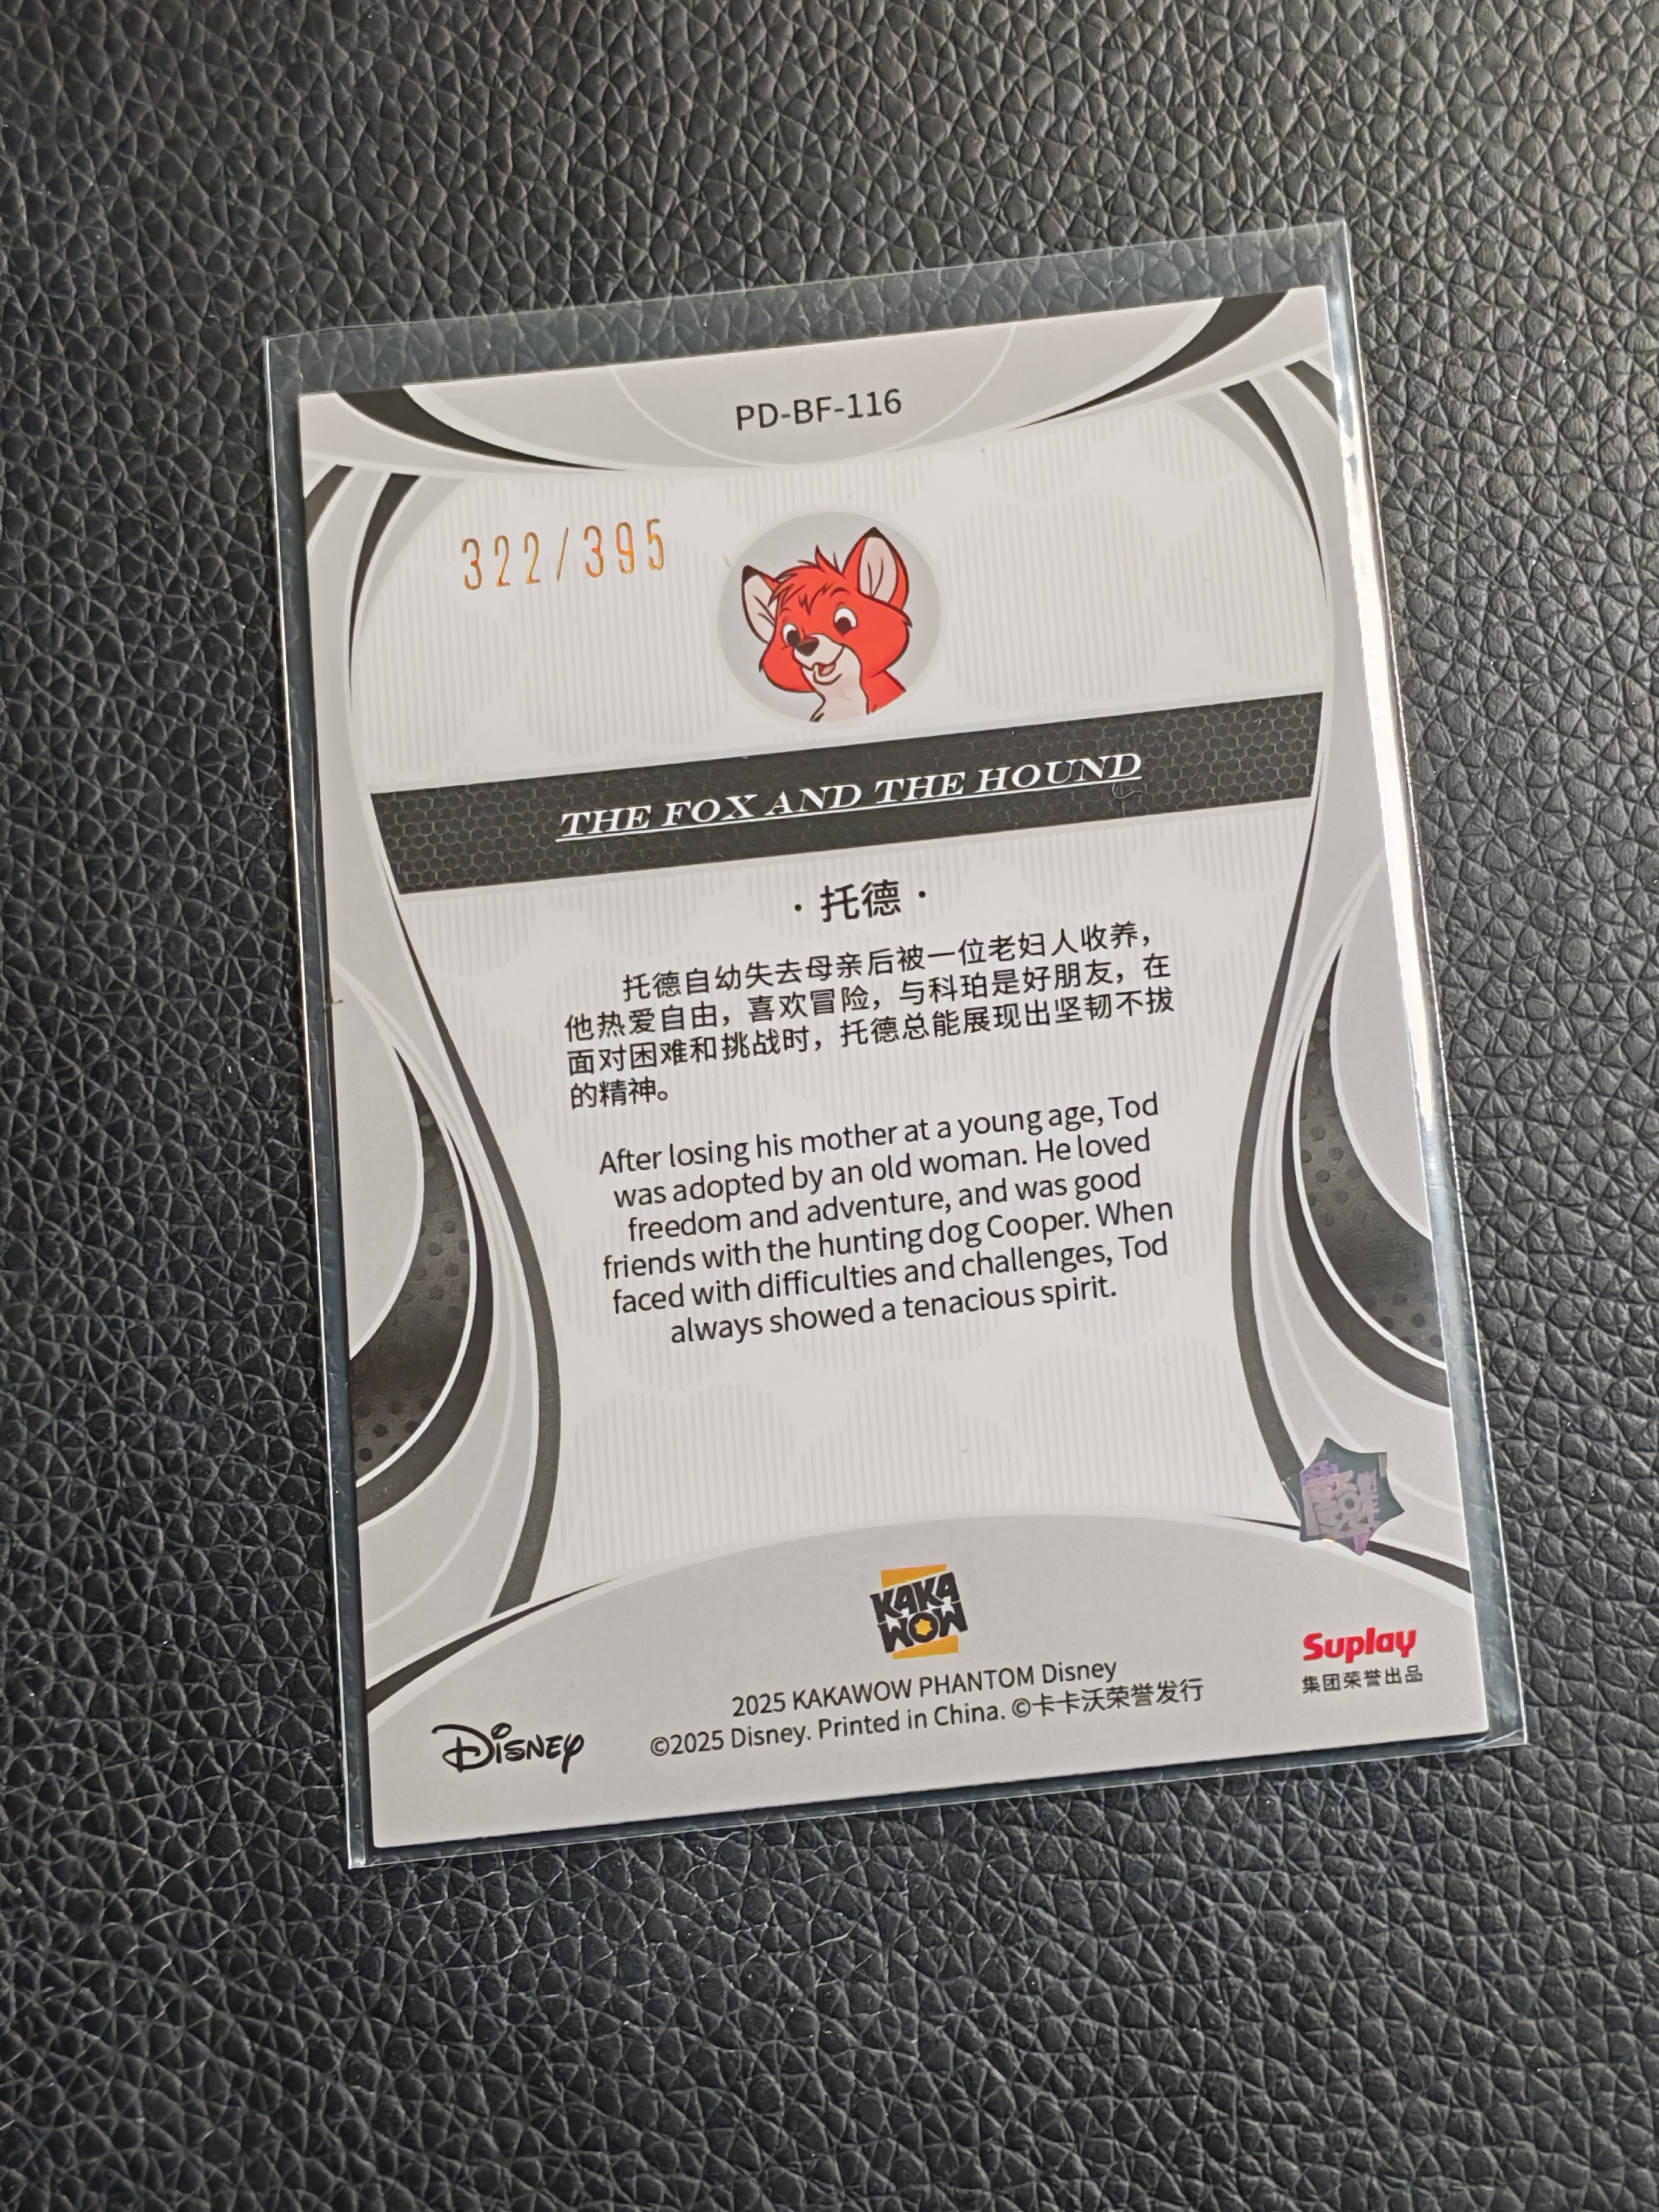 PD-BF-116
322/395
THE FOX AND THE HOUND
·托德·
托德自幼失去母亲后被一位老妇人收养，
他热爱自由，喜欢冒险，与科珀是好朋友，在
面对困难和挑战时，托德总能展现出坚韧不拔
的精神。
After losing his mother at a young age, Tod
was adopted by an old woman. He loved
freedom and adventure, and was good
friends with the hunting dog Cooper. When
faced with difficulties and challenges, Tod
always showed a tenacious spirit.
KAKA
WOW
Suplay
集团荣誉出品
2025 KAKAWOW PHANTOM Disney
©2025 Disney. Printed in China. ©卡卡沃荣誉发行
Disney